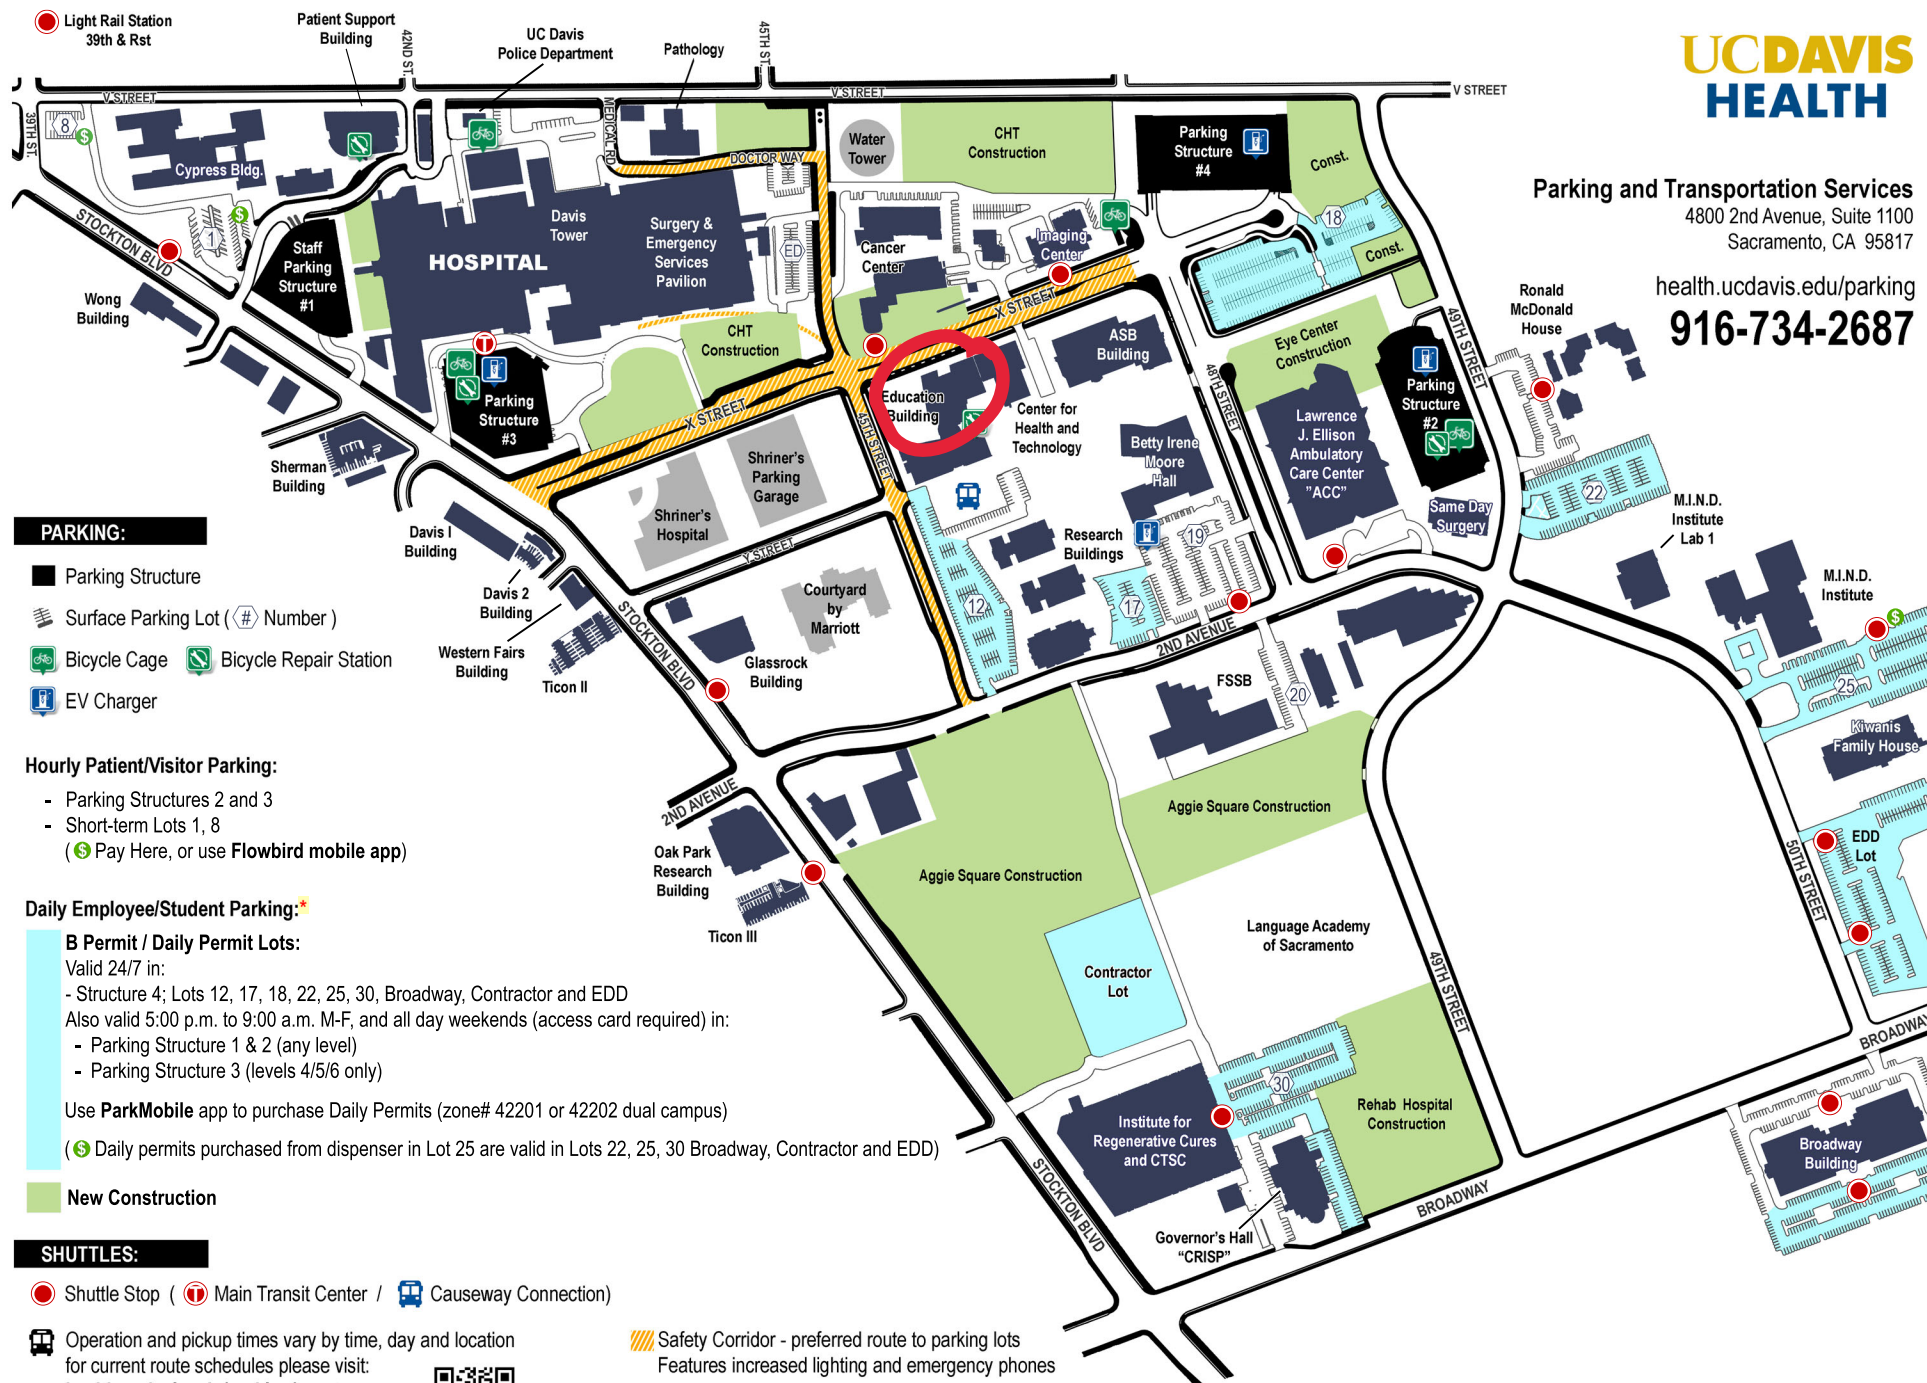 Light Rail Station
39th & Rst
Patient Support
Building
42ND ST.
UC Davis
Police Department
Pathology
45TH ST.
UCDAVIS
HEALTH
V STREET
V STREET
V STREET
39TH ST.
8
$
Cypress Bldg.
MEDICAL RD
DOCTOR WAY
Water
Tower
CHT
Construction
Parking
Structure
#4
Const.
Parking and Transportation Services
4800 2nd Avenue, Suite 1100
Sacramento, CA 95817
health.ucdavis.edu/parking
916-734-2687
STOCKTON BLVD
1
$
Staff
Parking
Structure
#1
HOSPITAL
Davis
Tower
Surgery &
Emergency
Services
Pavilion
ED
Cancer
Center
Imaging
Center
18
Const.
Wong
Building
X STREET
CHT
Construction
ASB
Building
Eye Center
Construction
49TH STREET
Ronald
McDonald
House
T
Parking
Structure
#3
X STREET
Education
Building
45TH STREET
Center for
Health and
Technology
48TH STREET
Parking
Structure
#2
Lawrence
J. Ellison
Ambulatory
Care Center
"ACC"
Betty Irene
Moore
Hall
Sherman
Building
Shriner's
Parking
Garage
Shriner's
Hospital
Same Day
Surgery
22
M.I.N.D.
Institute
Lab 1
Davis I
Building
Davis 2
Building
Y STREET
Research
Buildings
19
17
12
M.I.N.D.
Institute
$
Western Fairs
Building
Ticon II
STOCKTON BLVD
Courtyard
by
Marriott
Glassrock
Building
2ND AVENUE
FSSB
20
25
Kiwanis
Family House
PARKING:
Parking Structure
Surface Parking Lot ( # Number )
Bicycle Cage Bicycle Repair Station
EV Charger
Hourly Patient/Visitor Parking:
- Parking Structures 2 and 3
- Short-term Lots 1, 8
( $ Pay Here, or use Flowbird mobile app)
Daily Employee/Student Parking:*
B Permit / Daily Permit Lots:
Valid 24/7 in:
- Structure 4; Lots 12, 17, 18, 22, 25, 30, Broadway, Contractor and EDD
Also valid 5:00 p.m. to 9:00 a.m. M-F, and all day weekends (access card required) in:
- Parking Structure 1 & 2 (any level)
- Parking Structure 3 (levels 4/5/6 only)
Use ParkMobile app to purchase Daily Permits (zone# 42201 or 42202 dual campus)
( $ Daily permits purchased from dispenser in Lot 25 are valid in Lots 22, 25, 30 Broadway, Contractor and EDD)
New Construction
2ND AVENUE
Oak Park
Research
Building
Ticon III
Aggie Square Construction
Aggie Square Construction
EDD
Lot
50TH STREET
Language Academy
of Sacramento
Contractor
Lot
49TH STREET
BROADWAY
30
Institute for
Regenerative Cures
and CTSC
Rehab Hospital
Construction
Broadway
Building
STOCKTON BLVD
Governor's Hall
"CRISP"
BROADWAY
SHUTTLES:
Shuttle Stop ( T Main Transit Center / Causeway Connection)
Operation and pickup times vary by time, day and location
for current route schedules please visit:
Safety Corridor - preferred route to parking lots
Features increased lighting and emergency phones